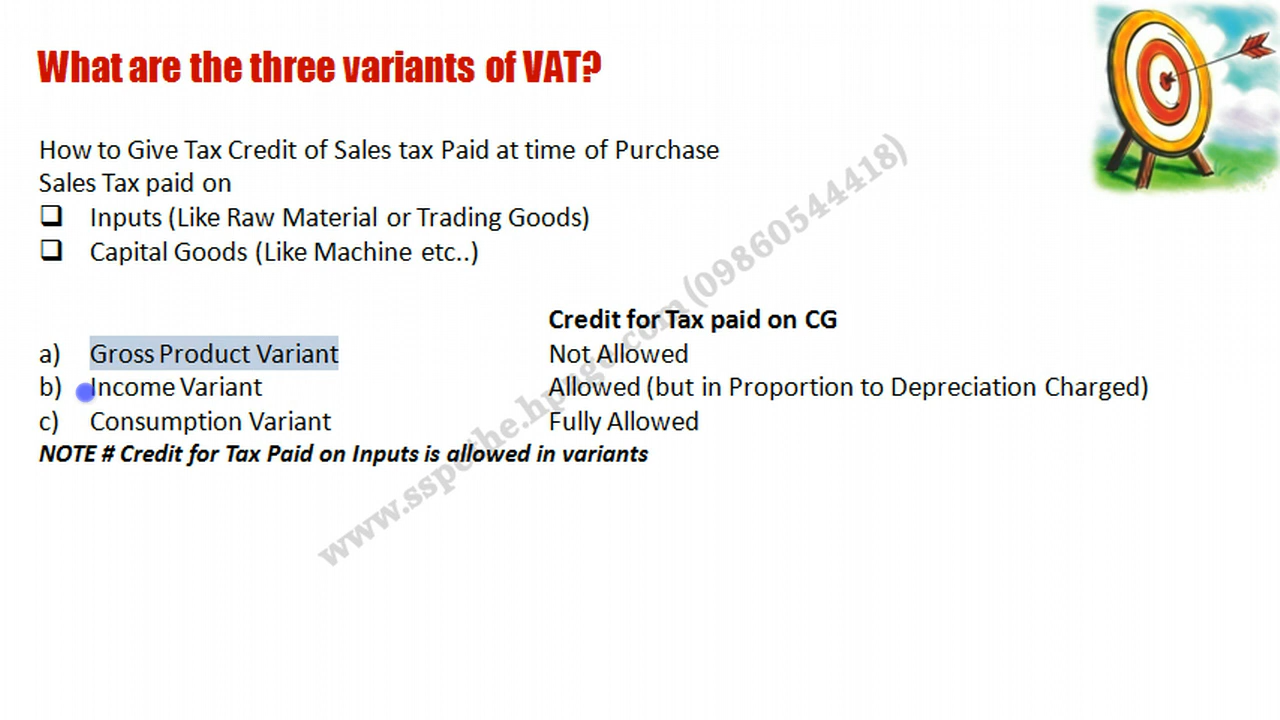 What are the three variants of VAT?
How to Give Tax Credit of Sales tax Paid at time of Purchase
Sales Tax paid on
❑ Inputs (Like Raw Material or Trading Goods)
❑ Capital Goods (Like Machine etc..)
Credit for Tax paid on CG
a) Gross Product Variant Not Allowed
b) Income Variant Allowed (but in Proportion to Depreciation Charged)
c) Consumption Variant Fully Allowed
NOTE # Credit for Tax Paid on Inputs is allowed in variants
(09860544418)